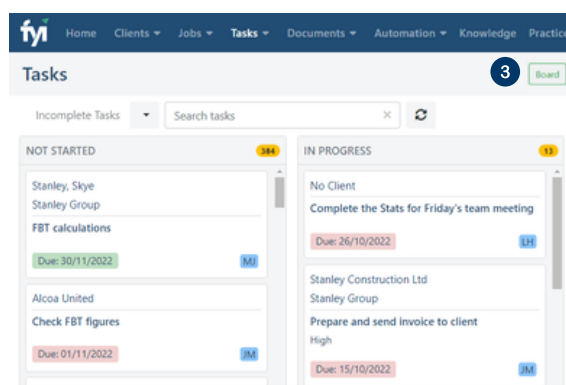 fyi Home Clients Jobs Tasks Documents Automation Knowledge Practice
Tasks 3 Board
Incomplete Tasks Search tasks
NOT STARTED 384
Stanley, Skye
Stanley Group
FBT calculations
Due: 30/11/2022 MJ
Alcoa United
Check FBT figures
Due: 01/11/2022 JM
IN PROGRESS 13
No Client
Complete the Stats for Friday's team meeting
Due: 26/10/2022 LH
Stanley Construction Ltd
Stanley Group
Prepare and send invoice to client
High
Due: 15/10/2022 JM